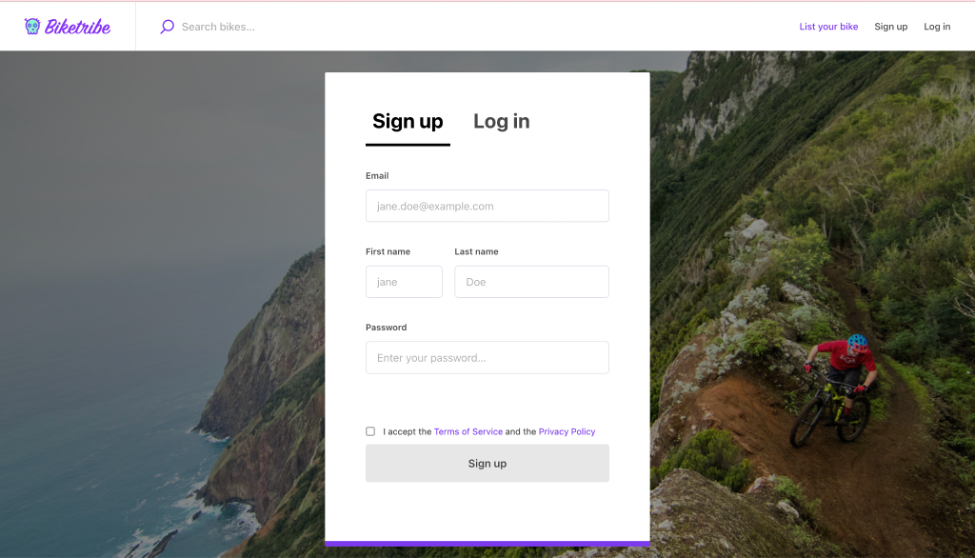 Biketribe
Search bikes...
List your bike Sign up Log in
Sign up Log in
Email
jane.doe@example.com
First name Last name
jane Doe
Password
Enter your password...
I accept the Terms of Service and the Privacy Policy
Sign up